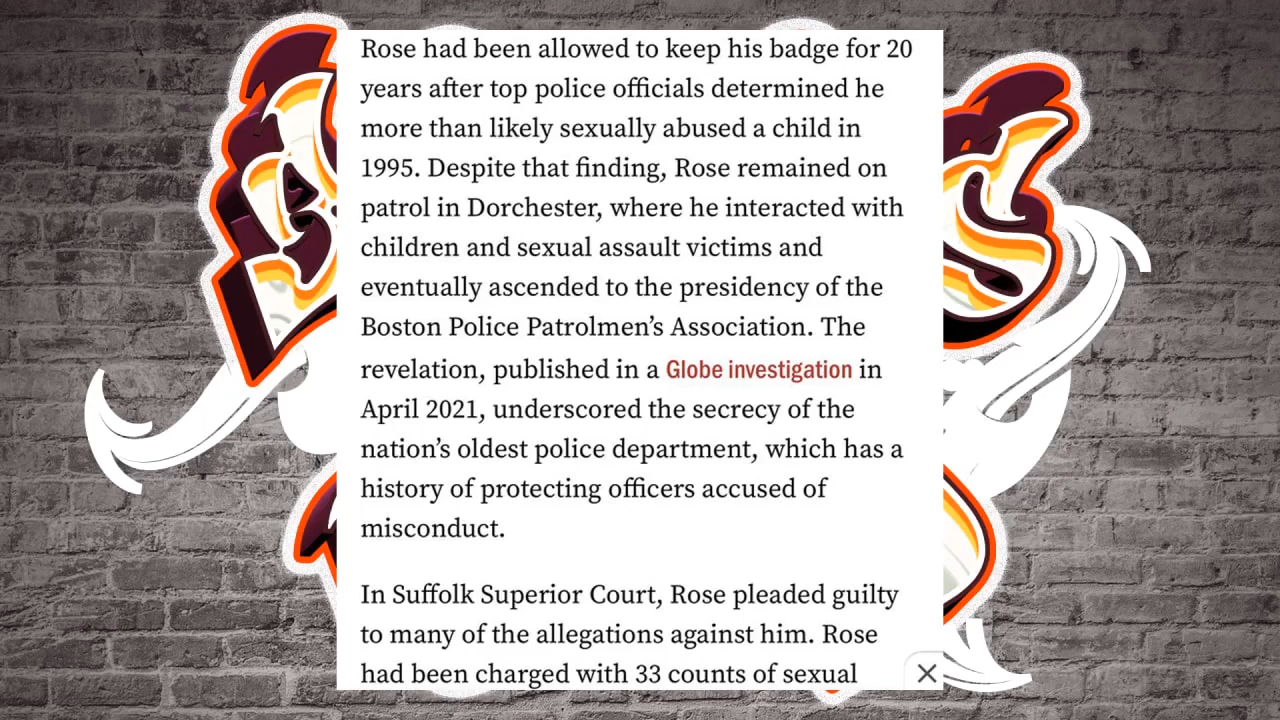 Rose had been allowed to keep his badge for 20
years after top police officials determined he
more than likely sexually abused a child in
1995. Despite that finding, Rose remained on
patrol in Dorchester, where he interacted with
children and sexual assault victims and
eventually ascended to the presidency of the
Boston Police Patrolmen’s Association. The
revelation, published in a Globe investigation in
April 2021, underscored the secrecy of the
nation’s oldest police department, which has a
history of protecting officers accused of
misconduct.
In Suffolk Superior Court, Rose pleaded guilty
to many of the allegations against him. Rose
had been charged with 33 counts of sexual